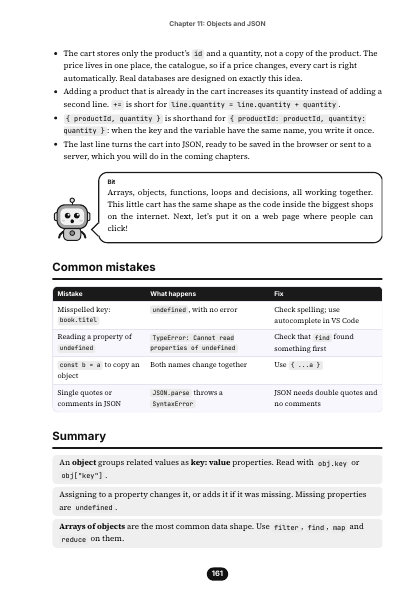 Chapter 11: Objects and JSON
• The cart stores only the product's id and a quantity, not a copy of the product. The
price lives in one place, the catalogue, so if a price changes, every cart is right
automatically. Real databases are designed on exactly this idea.
• Adding a product that is already in the cart increases its quantity instead of adding a
second line. += is short for line.quantity = line.quantity + quantity.
• { productId, quantity } is shorthand for { productId: productId, quantity:
quantity }: when the key and the variable have the same name, you write it once.
• The last line turns the cart into JSON, ready to be saved in the browser or sent to a
server, which you will do in the coming chapters.
Bit
Arrays, objects, functions, loops and decisions, all working together.
This little cart has the same shape as the code inside the biggest shops
on the internet. Next, let's put it on a web page where people can
click!
Common mistakes
Mistake What happens Fix
Misspelled key: undefined, with no error Check spelling; use
book.titel autocomplete in VS Code
Reading a property of TypeError: Cannot read Check that find found
undefined properties of undefined something first
const b = a to copy an Both names change together Use { ...a }
object
Single quotes or JSON.parse throws a JSON needs double quotes and
comments in JSON SyntaxError no comments
Summary
An object groups related values as key: value properties. Read with obj.key or
obj["key"].
Assigning to a property changes it, or adds it if it was missing. Missing properties
are undefined.
Arrays of objects are the most common data shape. Use filter, find, map and
reduce on them.
161